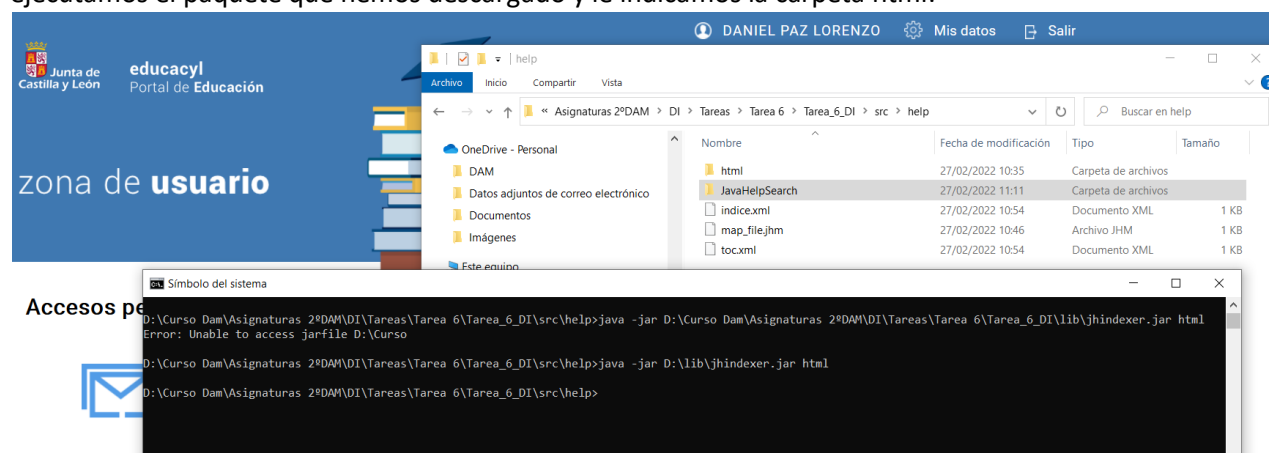 ejecutamos el paquete que hemos descargado y le indicamos la carpeta html.
DANIEL PAZ LORENZO Mis datos Salir
Junta de
Castilla y León
educacyl
Portal de Educación
zona de usuario
Accesos pe
help
Archivo Inicio Compartir Vista
« Asignaturas 2ºDAM > DI > Tareas > Tarea 6 > Tarea_6_DI > src > help
Buscar en help
OneDrive - Personal
DAM
Datos adjuntos de correo electrónico
Documentos
Imágenes
Este equipo
Nombre Fecha de modificación Tipo Tamaño
html 27/02/2022 10:35 Carpeta de archivos
JavaHelpSearch 27/02/2022 11:11 Carpeta de archivos
indice.xml 27/02/2022 10:54 Documento XML 1 KB
map_file.jhm 27/02/2022 10:46 Archivo JHM 1 KB
toc.xml 27/02/2022 10:54 Documento XML 1 KB
Símbolo del sistema
D:\Curso Dam\Asignaturas 2ºDAM\DI\Tareas\Tarea 6\Tarea_6_DI\src\help>java -jar D:\Curso Dam\Asignaturas 2ºDAM\DI\Tareas\Tarea 6\Tarea_6_DI\lib\jhindexer.jar html
Error: Unable to access jarfile D:\Curso
D:\Curso Dam\Asignaturas 2ºDAM\DI\Tareas\Tarea 6\Tarea_6_DI\src\help>java -jar D:\lib\jhindexer.jar html
D:\Curso Dam\Asignaturas 2ºDAM\DI\Tareas\Tarea 6\Tarea_6_DI\src\help>